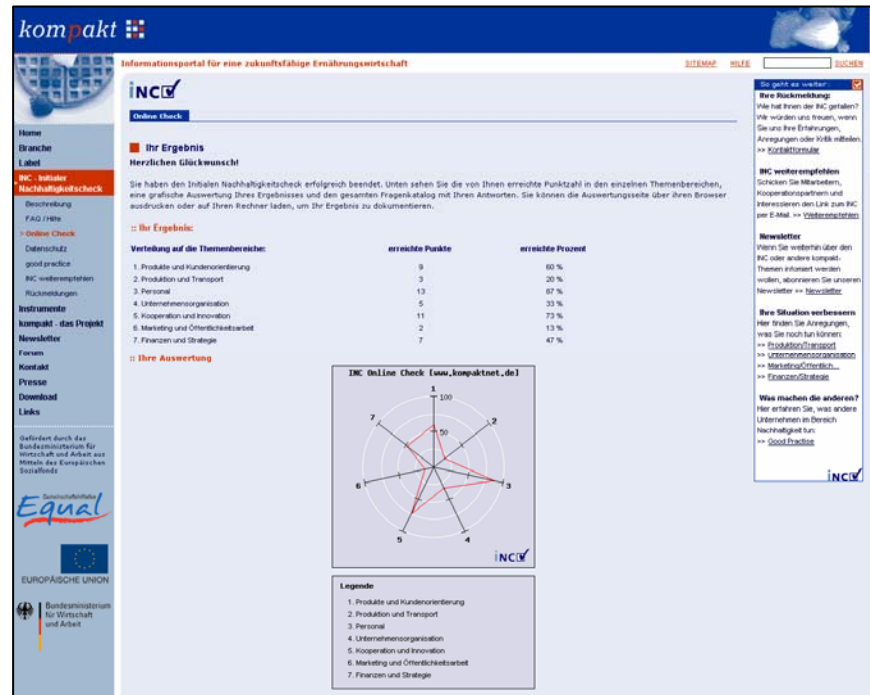 kompakt
Informationsportal für eine zukunftsfähige Ernährungswirtschaft
SITEMAP HILFE SUCHEN
Home
Branche
Label
INC - Initialer
Nachhaltigkeitscheck
Beschreibung
FAQ / Hilfe
> Online Check
Datenschutz
good practice
INC weiterempfehlen
Rückmeldungen
Instrumente
kompakt - das Projekt
Newsletter
Forum
Kontakt
Presse
Download
Links
Gefördert durch das
Bundesministerium für
Wirtschaft und Arbeit aus
Mitteln des Europäischen
Sozialfonds
Gemeinschaftsinitiative
Equal
EUROPÄISCHE UNION
Bundesministerium
für Wirtschaft
und Arbeit
iNC
Online Check
Ihr Ergebnis
Herzlichen Glückwunsch!
Sie haben den Initialen Nachhaltigkeitscheck erfolgreich beendet. Unten sehen Sie die von Ihnen erreichte Punktzahl in den einzelnen Themenbereichen,
eine grafische Auswertung Ihres Ergebnisses und den gesamten Fragenkatalog mit Ihren Antworten. Sie können die Auswertungsseite über ihren Browser
ausdrucken oder auf Ihren Rechner laden, um Ihr Ergebnis zu dokumentieren.
:: Ihr Ergebnis:
Verteilung auf die Themenbereiche: erreichte Punkte erreichte Prozent
1. Produkte und Kundenorientierung 9 60 %
2. Produktion und Transport 3 20 %
3. Personal 13 87 %
4. Unternehmensorganisation 5 33 %
5. Kooperation und Innovation 11 73 %
6. Marketing und Öffentlichkeitsarbeit 2 13 %
7. Finanzen und Strategie 7 47 %
:: Ihre Auswertung
INC Online Check [www.kompaktnet.de]
1
100
50
7
2
6
3
5
4
iNC
Legende
1. Produkte und Kundenorientierung
2. Produktion und Transport
3. Personal
4. Unternehmensorganisation
5. Kooperation und Innovation
6. Marketing und Öffentlichkeitsarbeit
7. Finanzen und Strategie
So geht es weiter:
Ihre Rückmeldung:
Wie hat Ihnen der INC gefallen?
Wir würden uns freuen, wenn
Sie uns Ihre Erfahrungen,
Anregungen oder Kritik mitteilen.
>> Kontaktformular
INC weiterempfehlen
Schicken Sie Mitarbeitern,
Kooperationspartnern und
Interessieren den Link zum INC
per E-Mail. >> Weiterempfehlen
Newsletter
Wenn Sie weiterhin über den
INC oder andere kompakt-
Themen infomiert werden
wollen, abonnieren Sie unseren
Newsletter >> Newsletter
Ihre Situation verbessern
Hier finden Sie Anregungen,
was Sie noch tun können:
>> Produktion/Transport
>> Unternehmensorganisation
>> Marketing/Öffentlich...
>> Finanzen/Strategie
Was machen die anderen?
Hier erfahren Sie, was andere
Unternehmen im Bereich
Nachhaltigkeit tun:
>> Good Practise
iNC